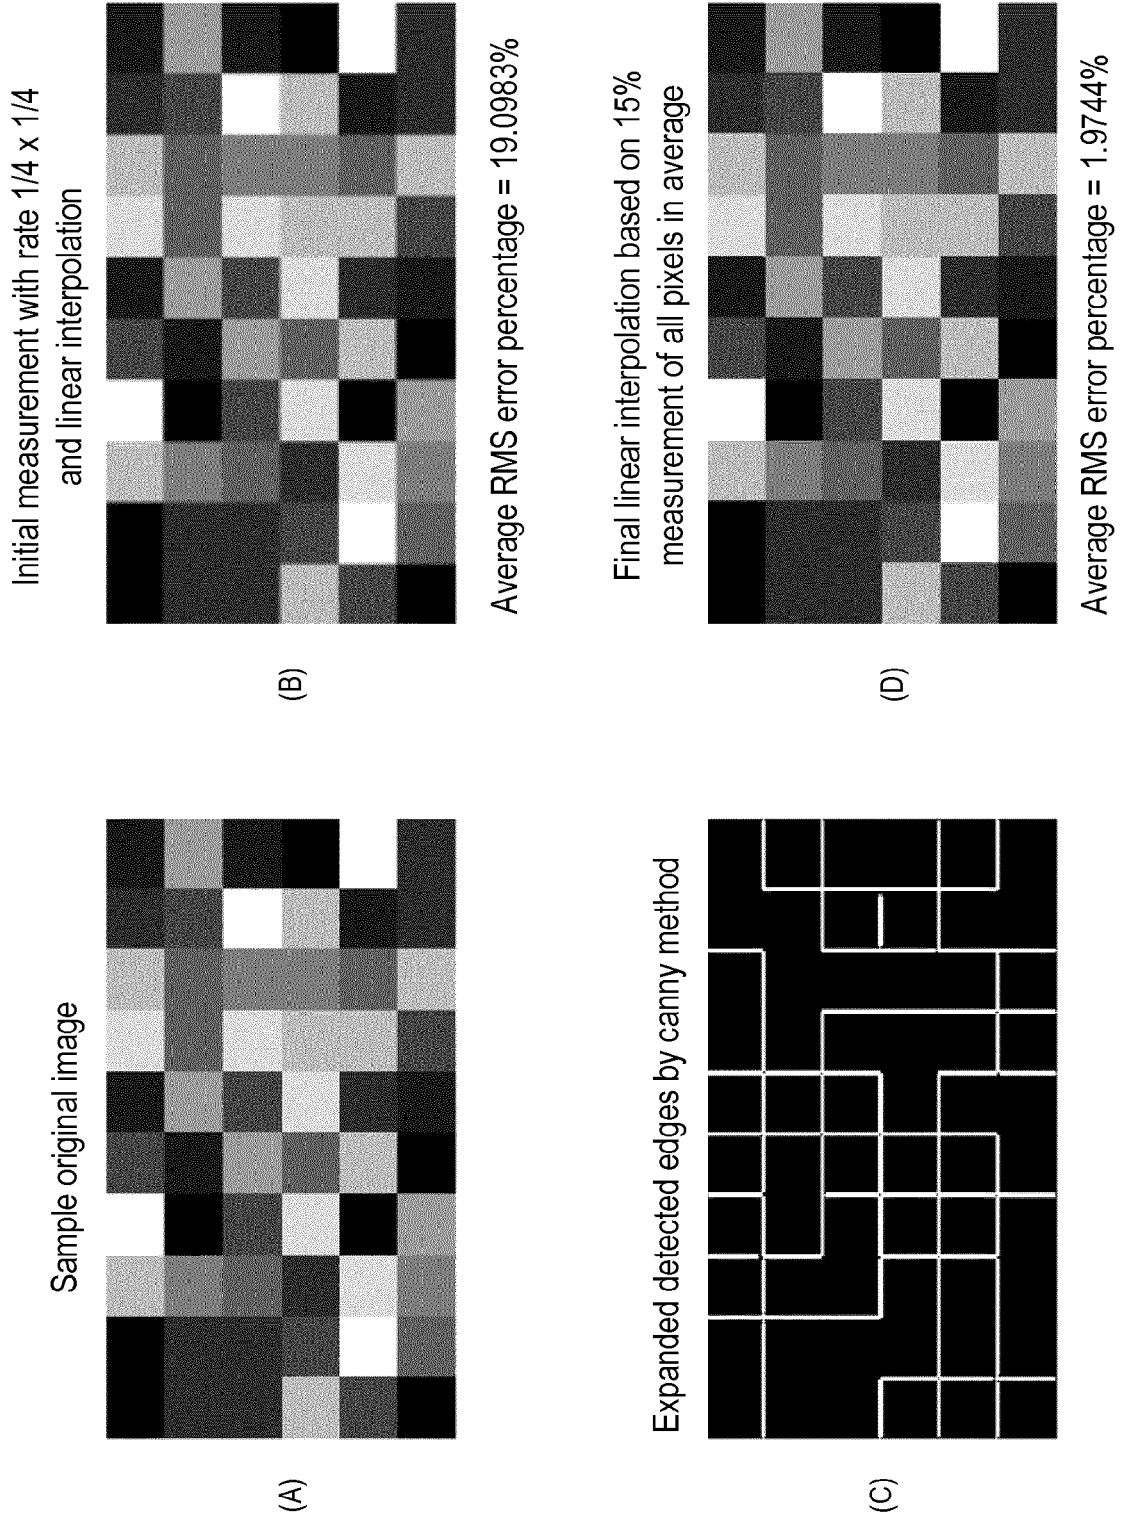 Sample original image
(A)
Initial measurement with rate 1/4 x 1/4
and linear interpolation
(B)
Average RMS error percentage = 19.0983%
Expanded detected edges by canny method
(C)
Final linear interpolation based on 15%
measurement of all pixels in average
(D)
Average RMS error percentage = 1.9744%